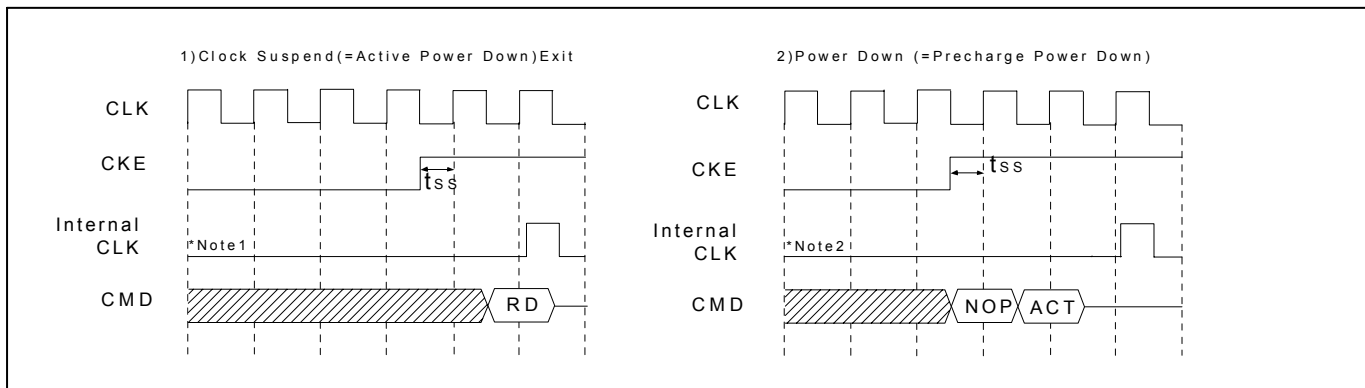 1)Clock Suspend(=Active Power Down)Exit
CLK
CKE
tss
Internal
CLK
*Note1
CMD
RD
2)Power Down (=Precharge Power Down)
CLK
CKE
tss
Internal
CLK
*Note2
CMD
NOP
ACT